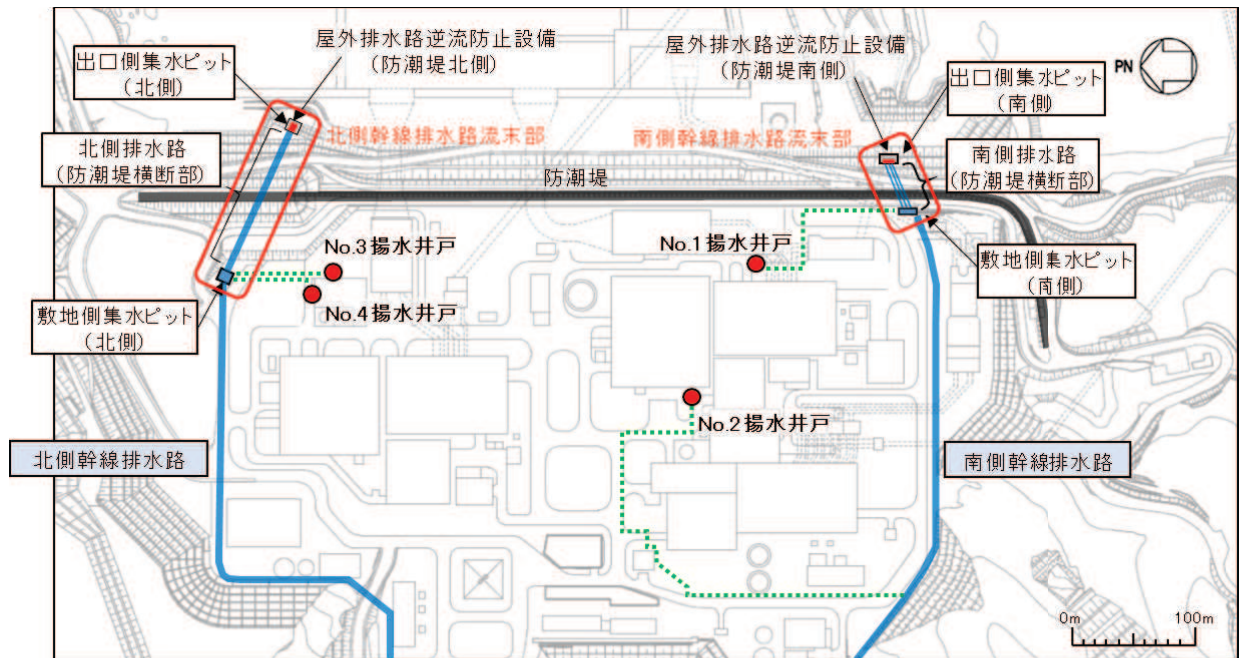 屋外排水路逆流防止設備
(防潮堤北側)
出口側集水ピット
(北側)
屋外排水路逆流防止設備
(防潮堤南側)
出口側集水ピット
(南側)
PN
北側幹線排水路流末部
南側幹線排水路流末部
北側排水路
(防潮堤横断部)
南側排水路
(防潮堤横断部)
防潮堤
No.3揚水井戸
No.1揚水井戸
No.4揚水井戸
敷地側集水ピット
(南側)
敷地側集水ピット
(北側)
No.2揚水井戸
北側幹線排水路
南側幹線排水路
0m
100m